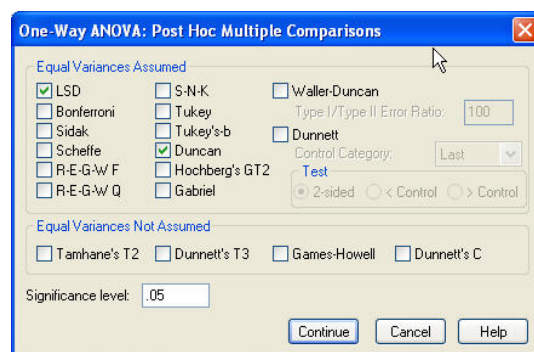 One-Way ANOVA: Post Hoc Multiple Comparisons
Equal Variances Assumed
LSD S-N-K Waller-Duncan
Bonferroni Tukey Type I/Type II Error Ratio: 100
Sidak Tukey's-b Dunnett
Scheffe Duncan Control Category: Last
R-E-G-W F Hochberg's GT2 Test
R-E-G-W Q Gabriel 2-sided < Control > Control
Equal Variances Not Assumed
Tamhane's T2 Dunnett's T3 Games-Howell Dunnett's C
Significance level: .05
Continue Cancel Help